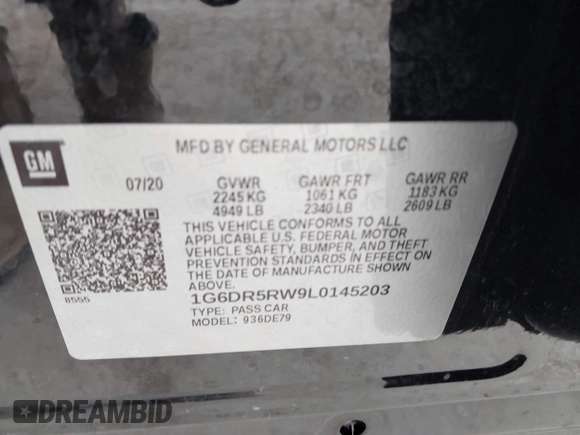 GM
MFD BY GENERAL MOTORS LLC
07/20 GVWR GAWR FRT GAWR RR
2245 KG 1061 KG 1183 KG
4949 LB 2340 LB 2609 LB
THIS VEHICLE CONFORMS TO ALL
APPLICABLE U.S. FEDERAL MOTOR
VEHICLE SAFETY, BUMPER, AND THEFT
PREVENTION STANDARDS IN EFFECT ON
THE DATE OF MANUFACTURE SHOWN
ABOVE.
8555
1G6DR5RW9L0145203
TYPE: PASS CAR
MODEL: 936DE79
DREAMBID